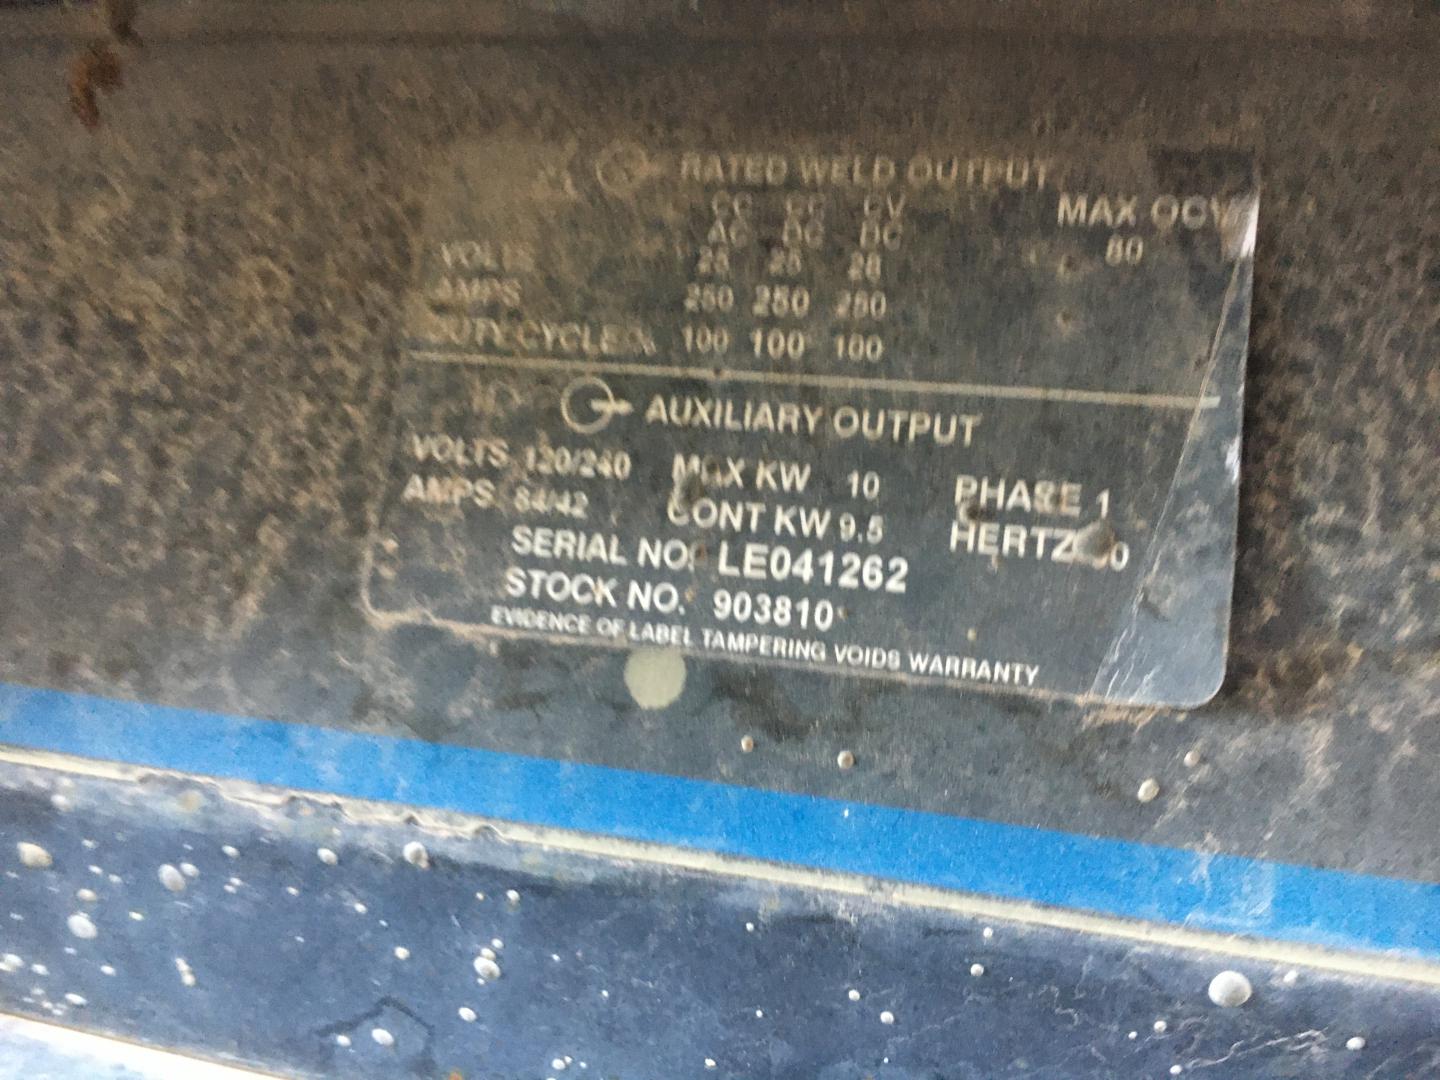 RATED WELD OUTPUT
CC CC CV MAX OCV
AC DC DC 80
VOLTS 25 25 28
AMPS 250 250 250
DUTY CYCLE % 100 100 100
AUXILIARY OUTPUT
VOLTS 120/240 MAX KW 10 PHASE 1
AMPS 84/42 CONT KW 9.5 HERTZ
SERIAL NO. LE041262
STOCK NO. 903810
EVIDENCE OF LABEL TAMPERING VOIDS WARRANTY